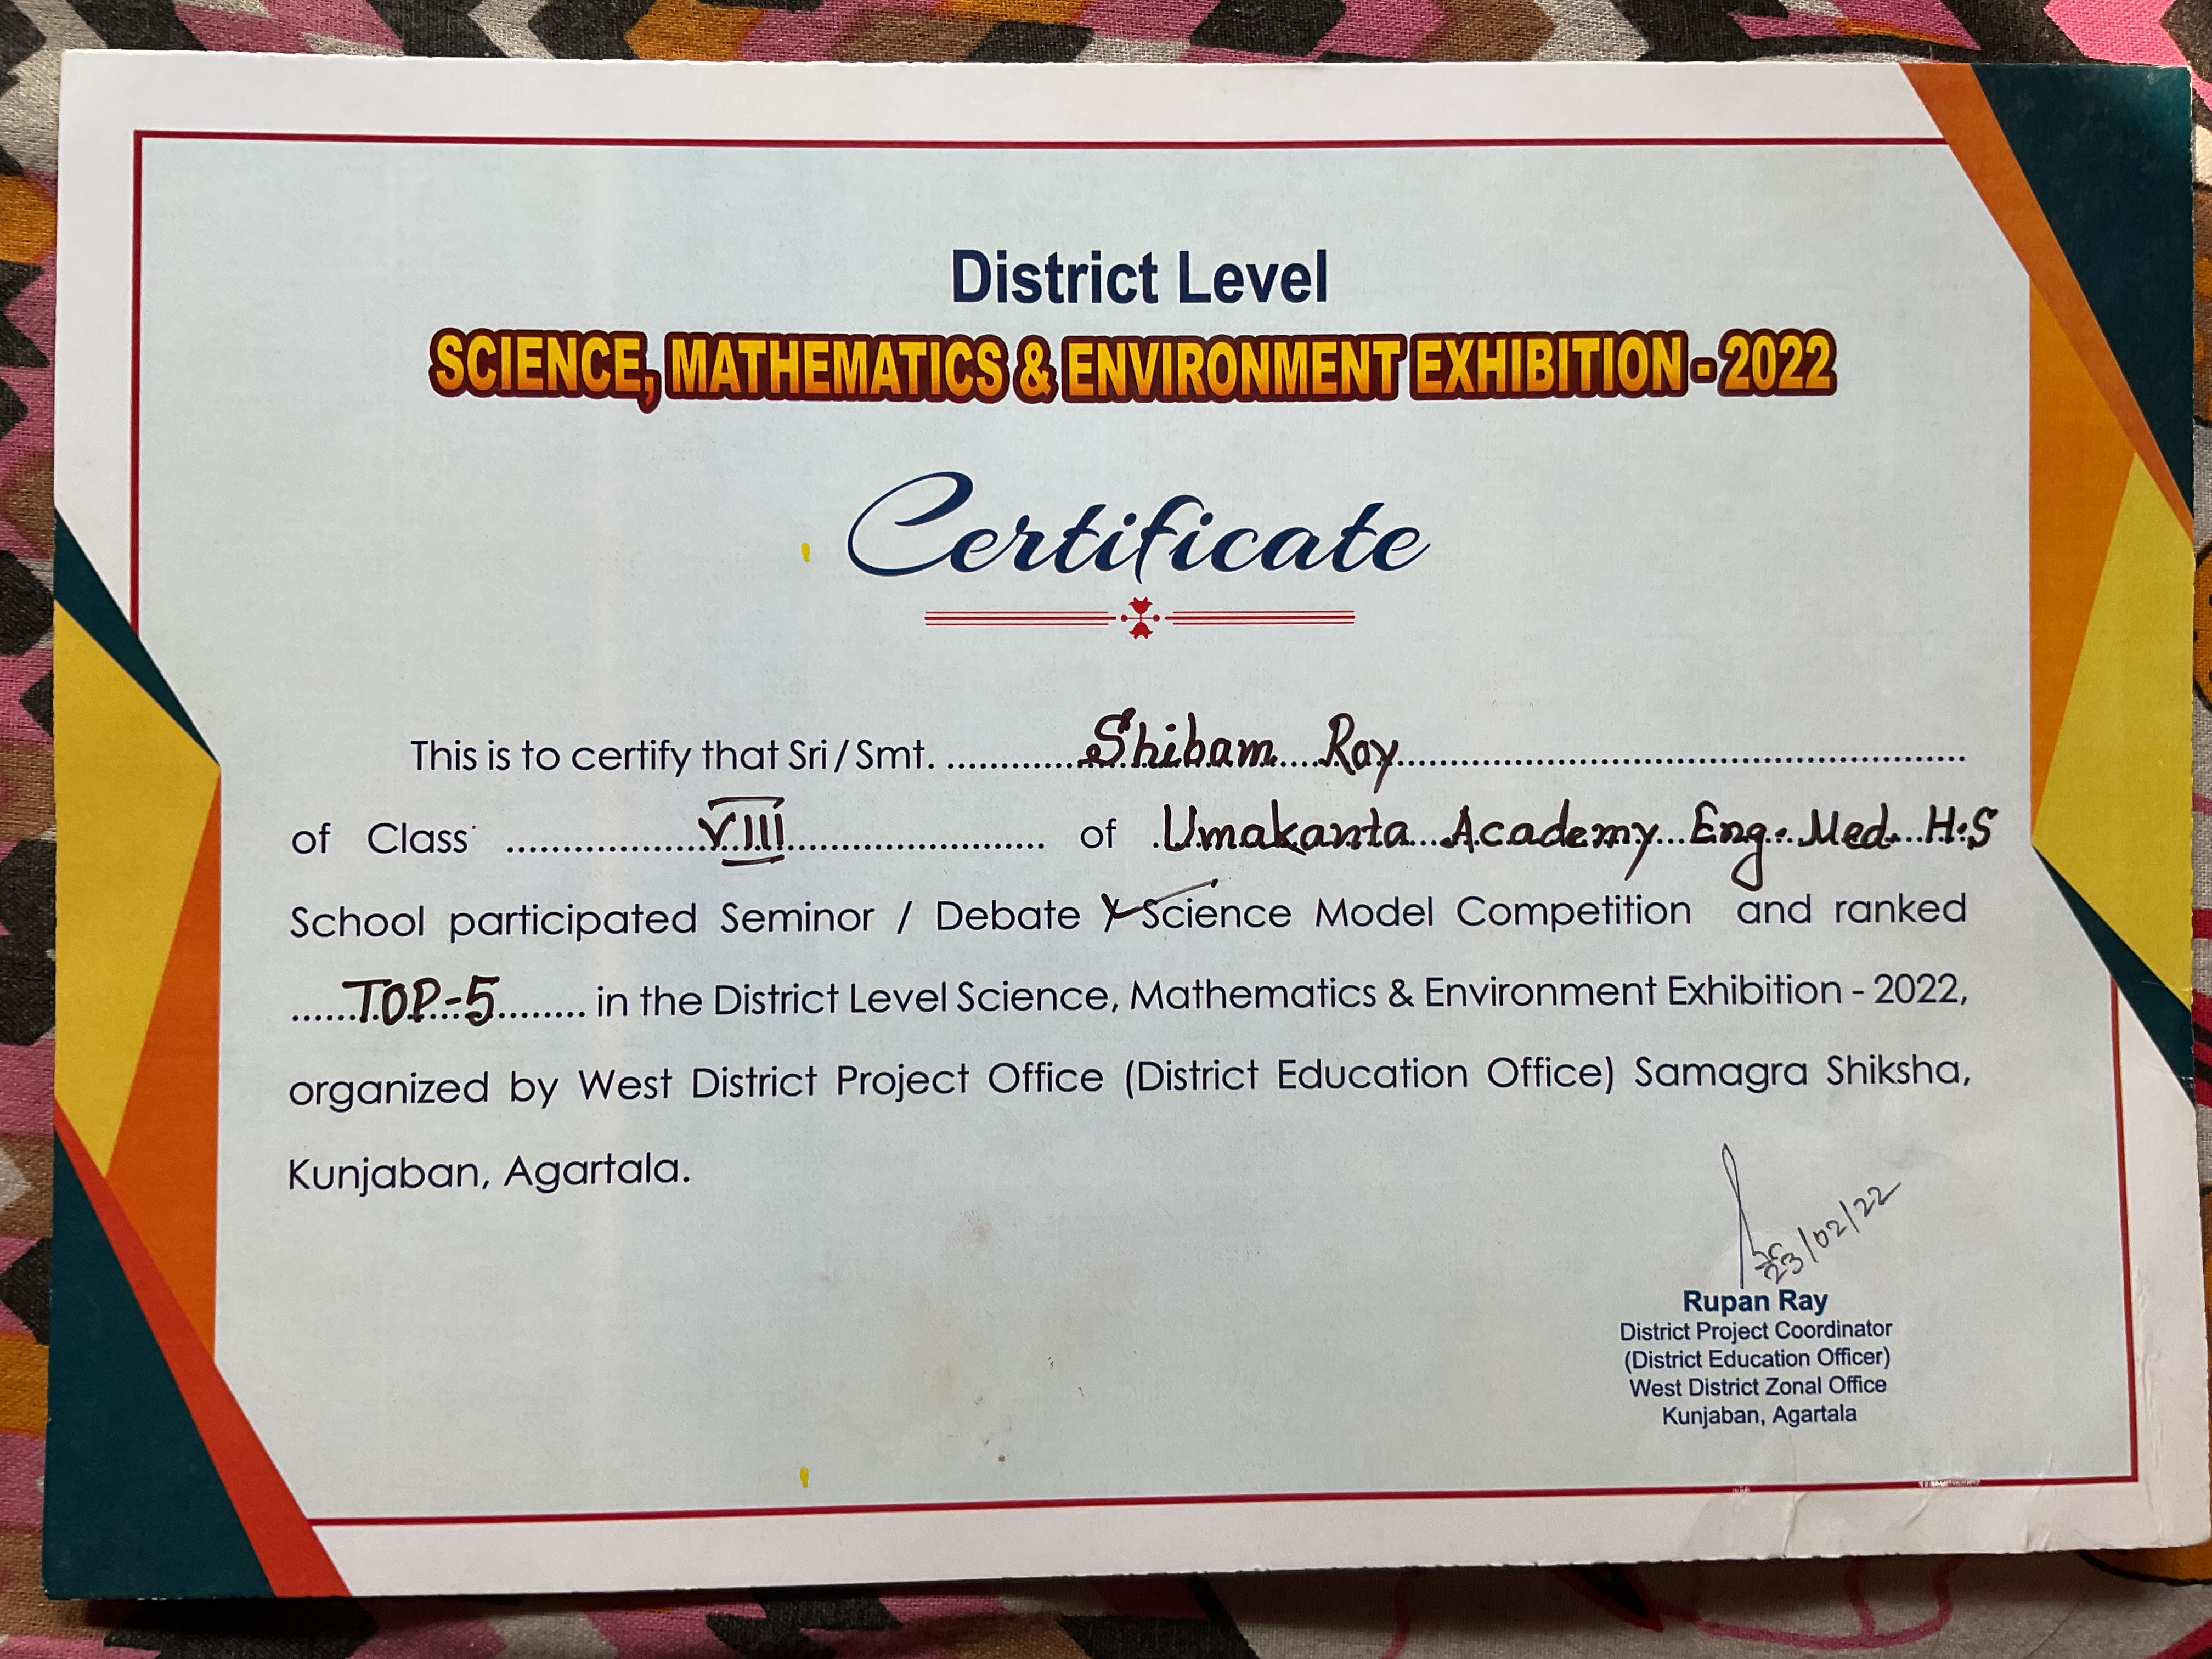 District Level
SCIENCE, MATHEMATICS & ENVIRONMENT EXHIBITION - 2022
Certificate
This is to certify that Sri / Smt. ............Shibam Roy............
of Class ............VIII............ of Umakanta Academy Eng. Med. H.S
School participated Seminor / Debate / Science Model Competition and ranked
......TOP-5........ in the District Level Science, Mathematics & Environment Exhibition - 2022,
organized by West District Project Office (District Education Office) Samagra Shiksha,
Kunjaban, Agartala.
23/02/22
Rupan Ray
District Project Coordinator
(District Education Officer)
West District Zonal Office
Kunjaban, Agartala